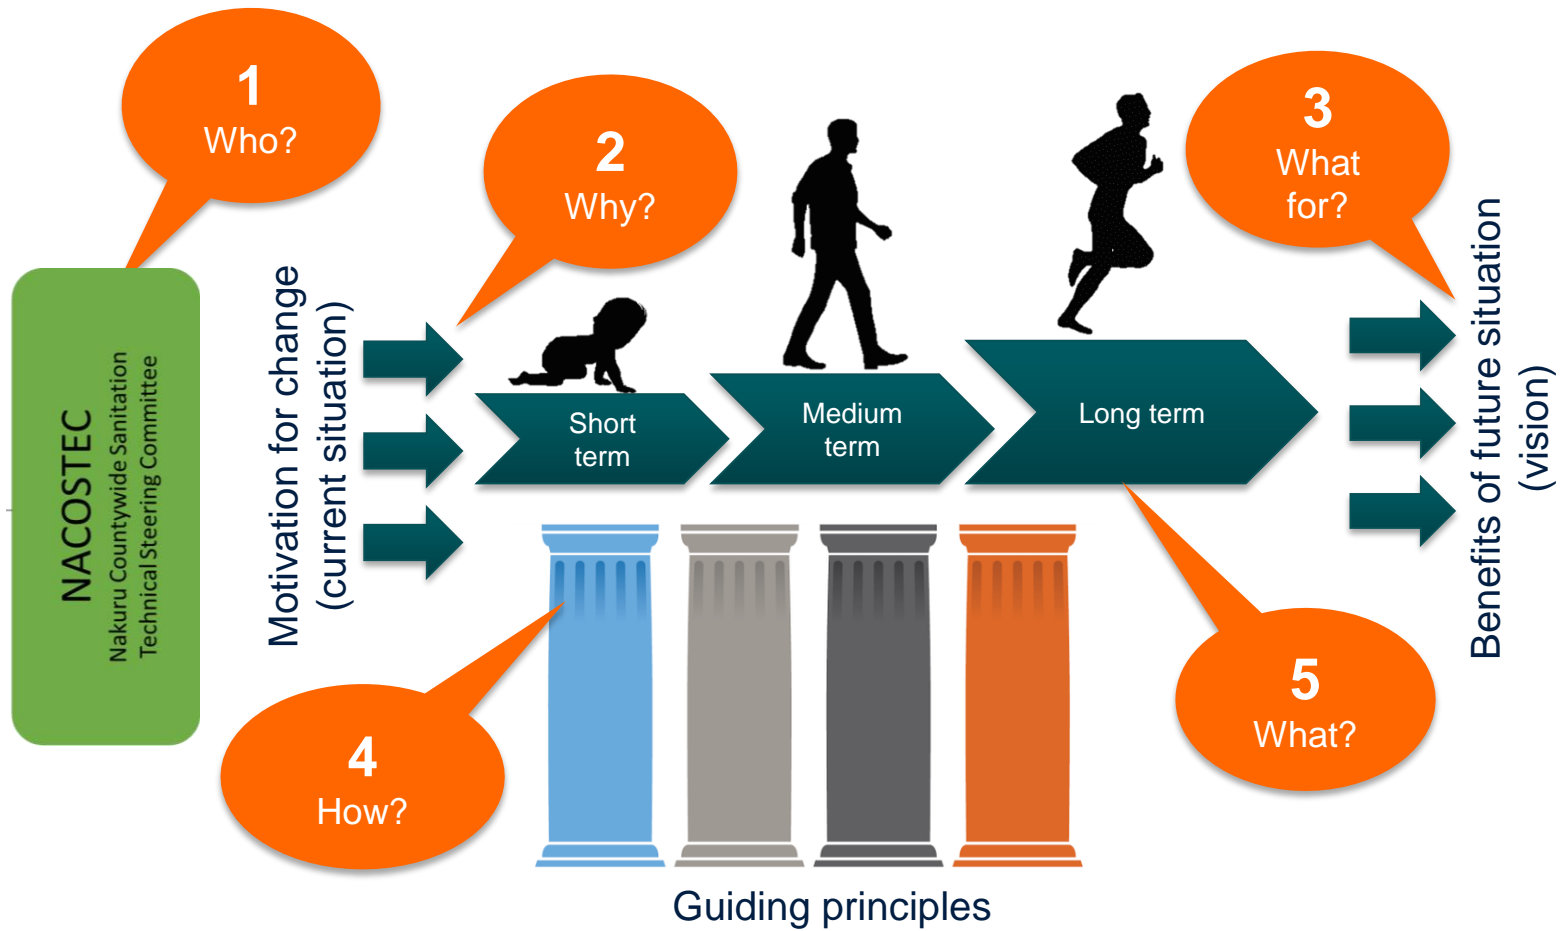 1
Who?
2
Why?
3
What
for?
NACOSTEC
Nakuru Countywide Sanitation
Technical Steering Committee
Motivation for change
(current situation)
Short
term
Medium
term
Long term
Benefits of future situation
(vision)
4
How?
5
What?
Guiding principles